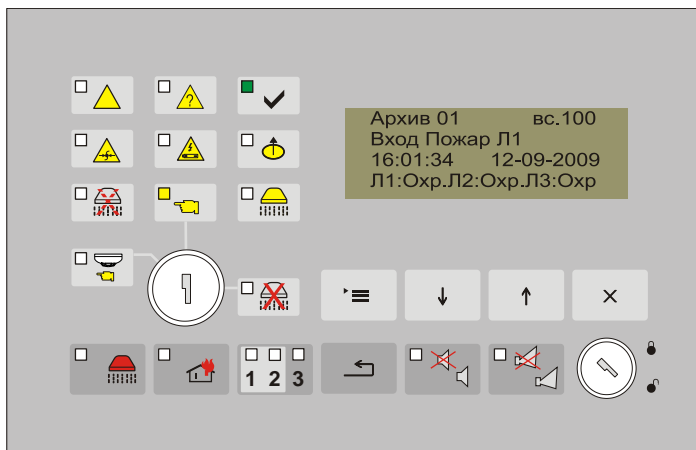 ?
Архив 01 вс.100
Вход Пожар Л1
16:01:34 12-09-2009
Л1:Охр.Л2:Охр.Л3:Охр
1 2 3